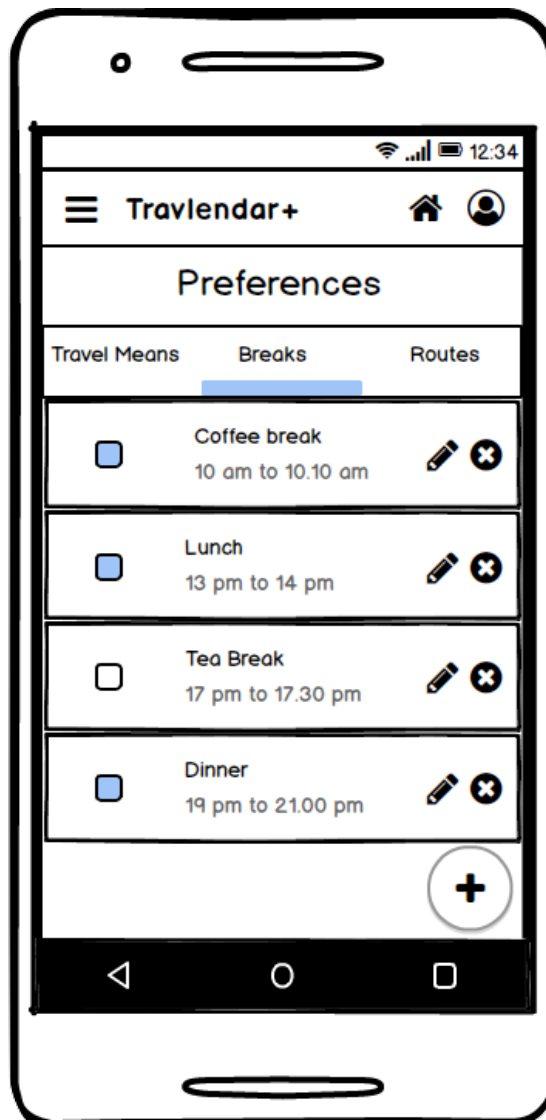 12:34
Travlendar+
Preferences
Travel Means Breaks Routes
Coffee break
10 am to 10.10 am
Lunch
13 pm to 14 pm
Tea Break
17 pm to 17.30 pm
Dinner
19 pm to 21.00 pm